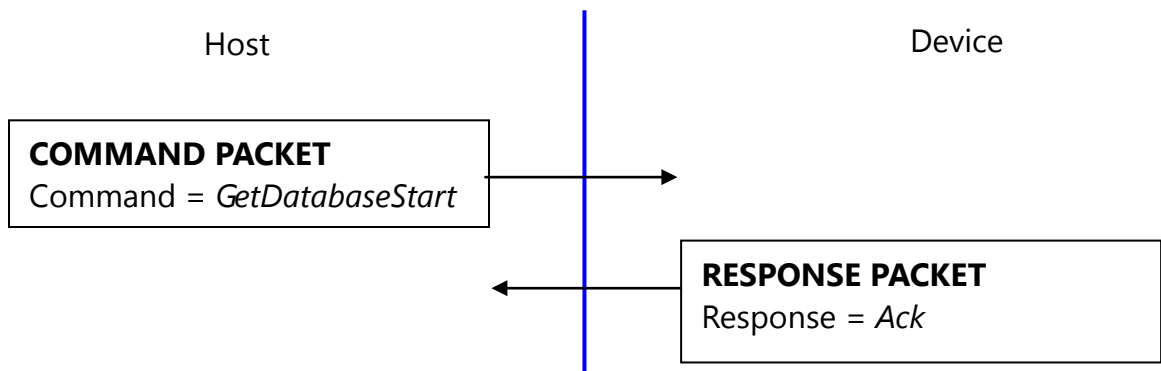 Host
Device
COMMAND PACKET
Command = GetDatabaseStart
RESPONSE PACKET
Response = Ack